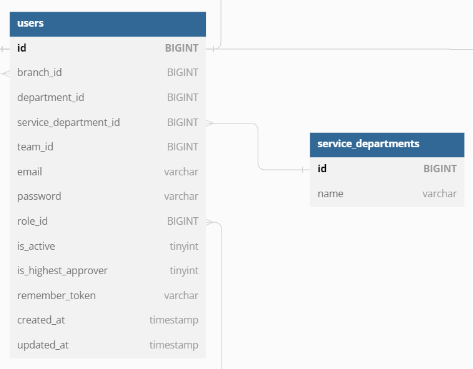 users
id BIGINT
branch_id BIGINT
department_id BIGINT
service_department_id BIGINT
team_id BIGINT
email varchar
password varchar
role_id BIGINT
is_active tinyint
is_highest_approver tinyint
remember_token varchar
created_at timestamp
updated_at timestamp
service_departments
id BIGINT
name varchar